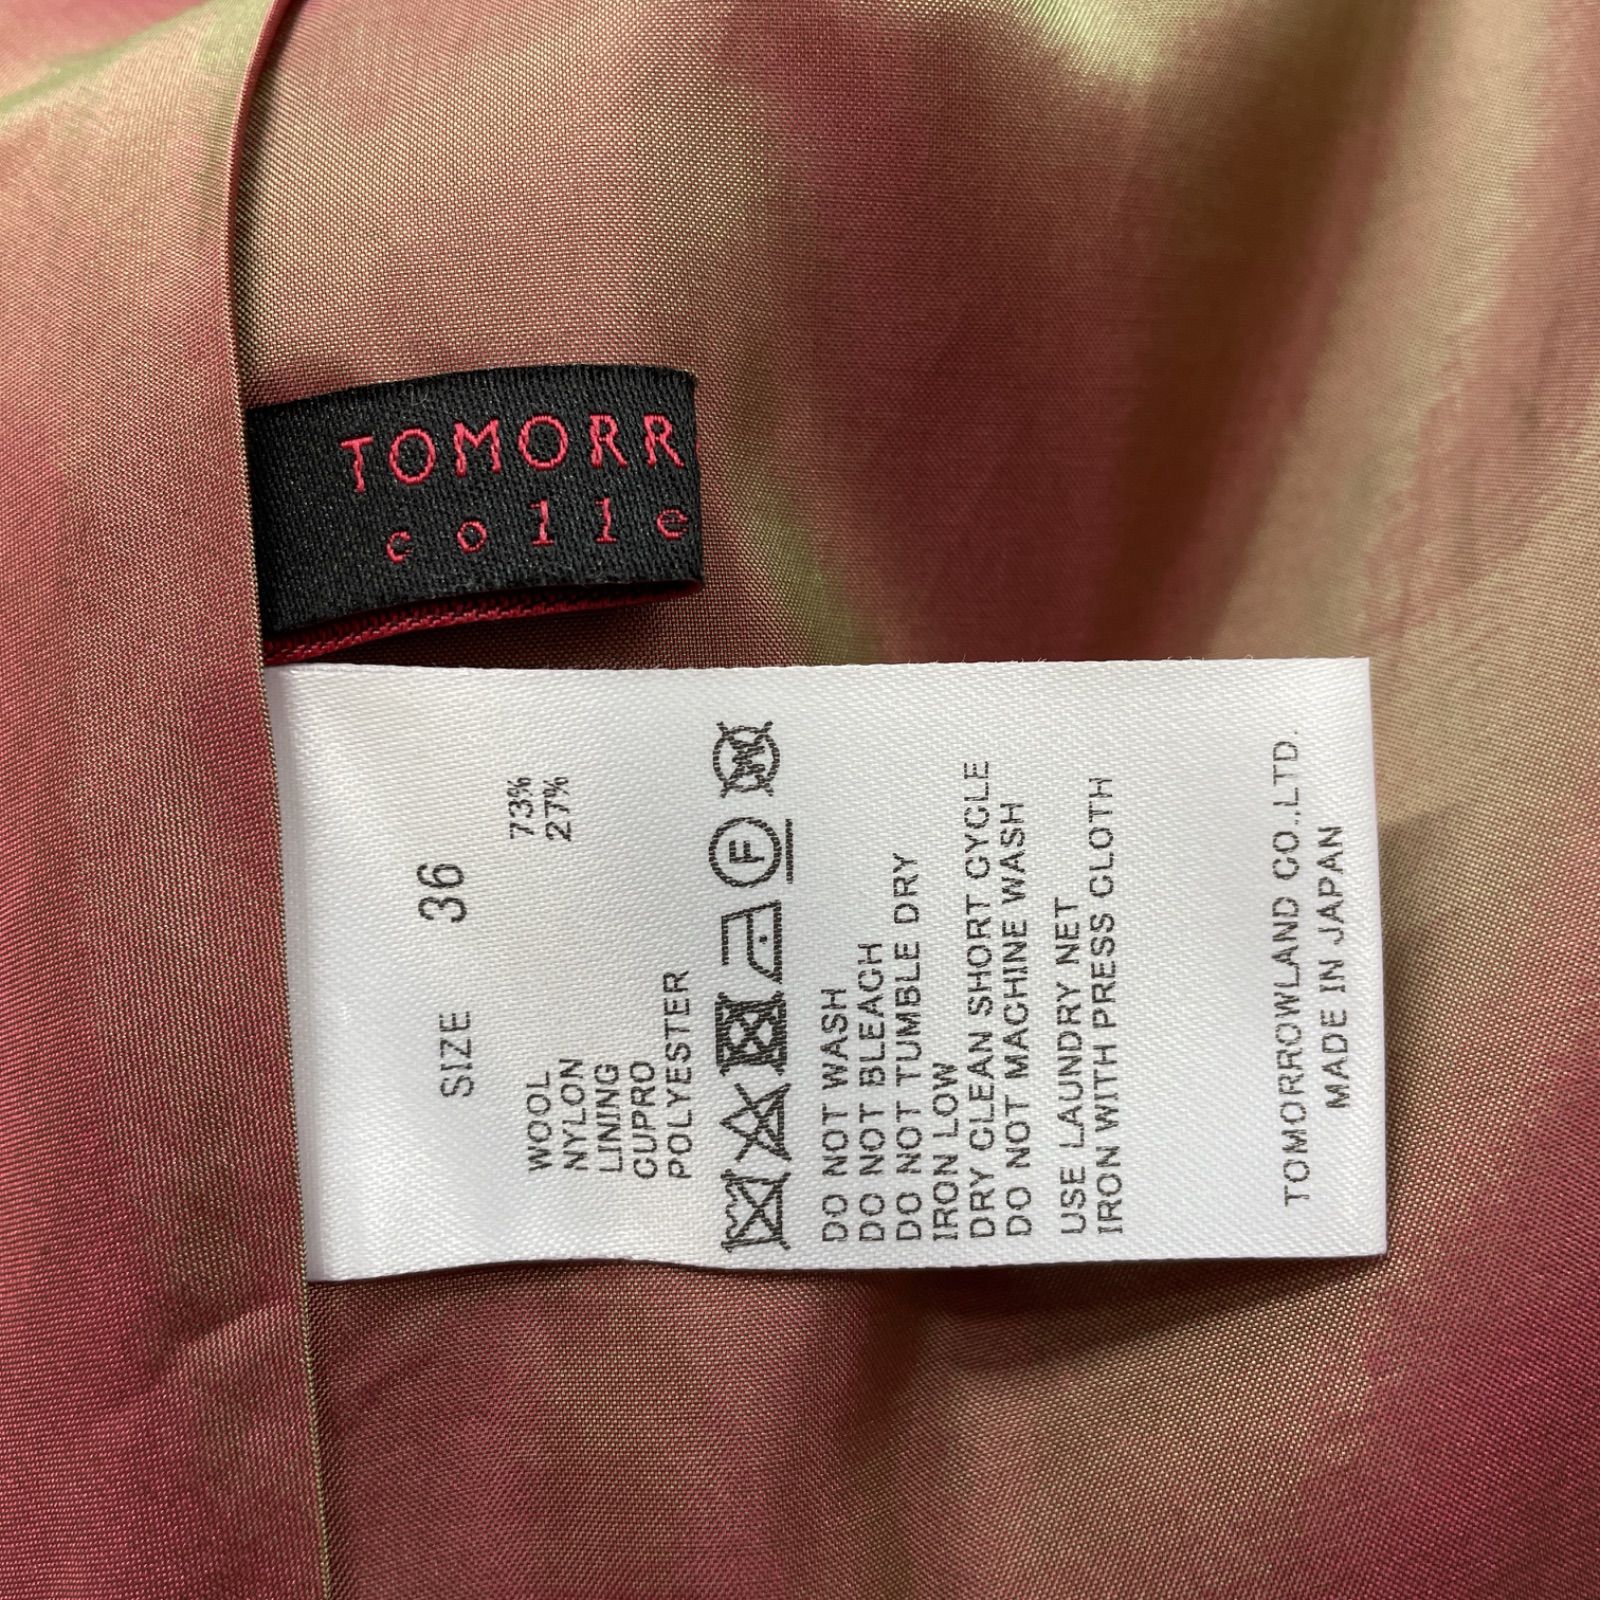 TOMORR
colle
SIZE 36
WOOL 73%
NYLON 27%
LINING
CUPRO
POLYESTER
F
DO NOT WASH
DO NOT BLEACH
DO NOT TUMBLE DRY
IRON LOW
DRY CLEAN SHORT CYCLE
DO NOT MACHINE WASH
USE LAUNDRY NET
IRON WITH PRESS CLOTH
TOMORROWLAND CO.,LTD.
MADE IN JAPAN